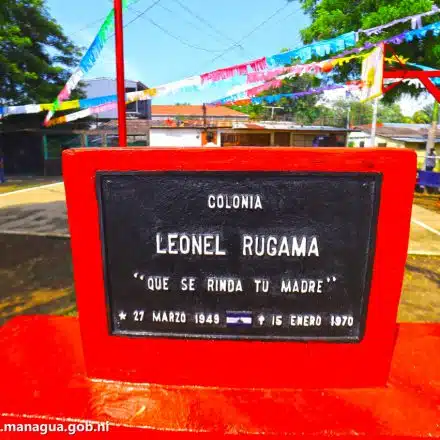 COLONIA
LEONEL RUGAMA
"QUE SE RINDA TU MADRE"
* 27 MARZO 1949 ✝ 15 ENERO 1970
.managua.gob.ni